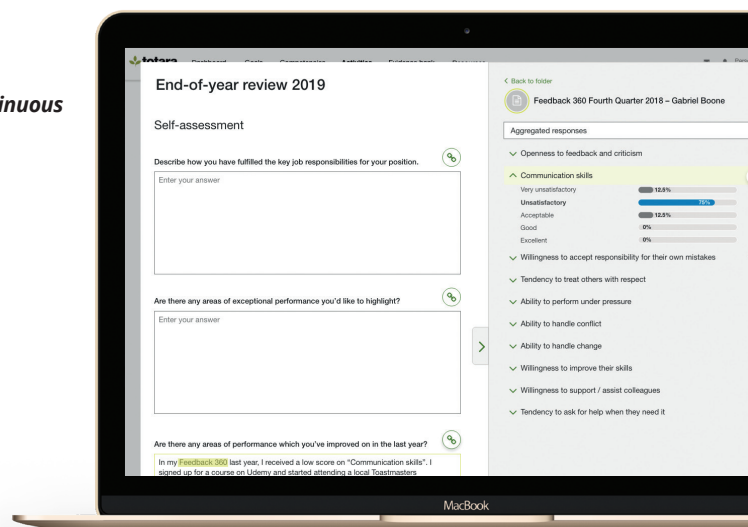 inuous
totara
End-of-year review 2019
Self-assessment
Describe how you have fulfilled the key job responsibilities for your position.
Enter your answer
Are there any areas of exceptional performance you'd like to highlight?
Enter your answer
Are there any areas of performance which you've improved on in the last year?
In my Feedback 360 last year, I received a low score on "Communication skills". I
signed up for a course on Udemy and started attending a local Toastmasters
Back to folder
Feedback 360 Fourth Quarter 2018 – Gabriel Boone
Aggregated responses
Openness to feedback and criticism
Communication skills
Very unsatisfactory 12.5%
Unsatisfactory 75%
Acceptable 12.5%
Good 0%
Excellent 0%
Willingness to accept responsibility for their own mistakes
Tendency to treat others with respect
Ability to perform under pressure
Ability to handle conflict
Ability to handle change
Willingness to improve their skills
Willingness to support / assist colleagues
Tendency to ask for help when they need it
MacBook